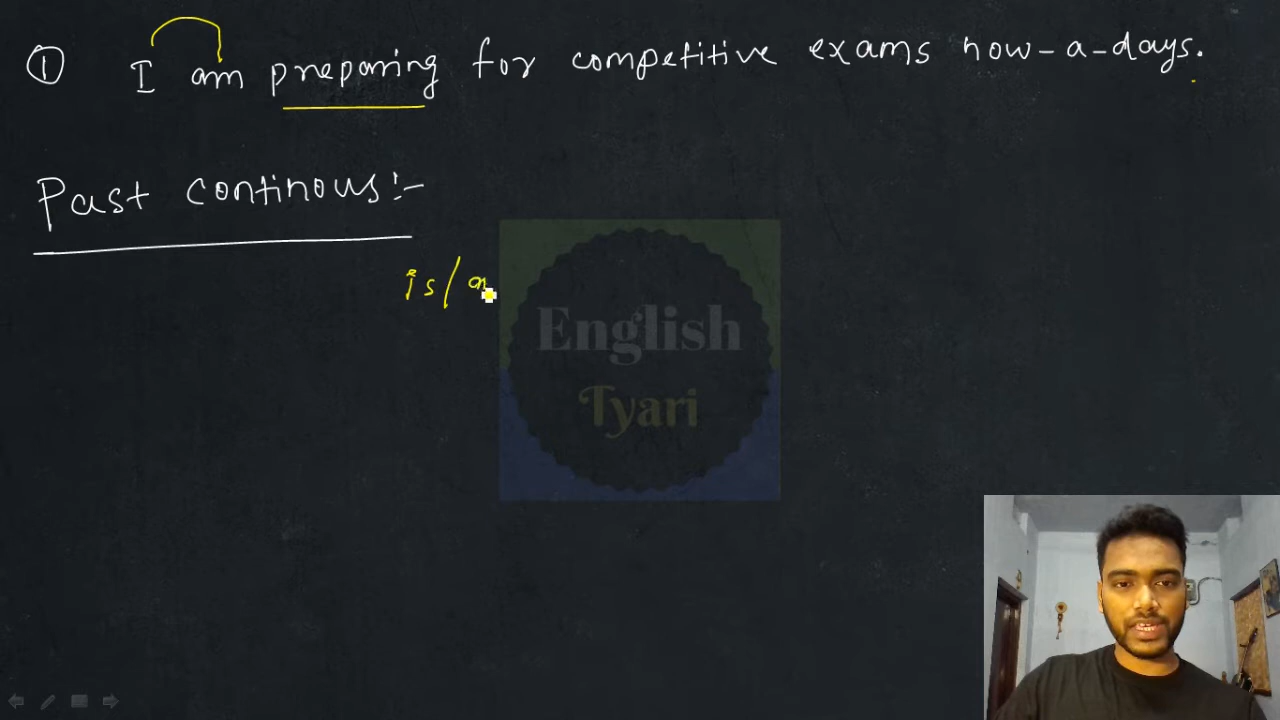 ① I am preparing for competitive exams now-a-days.
Past continous :-
is/a
English
Tyari